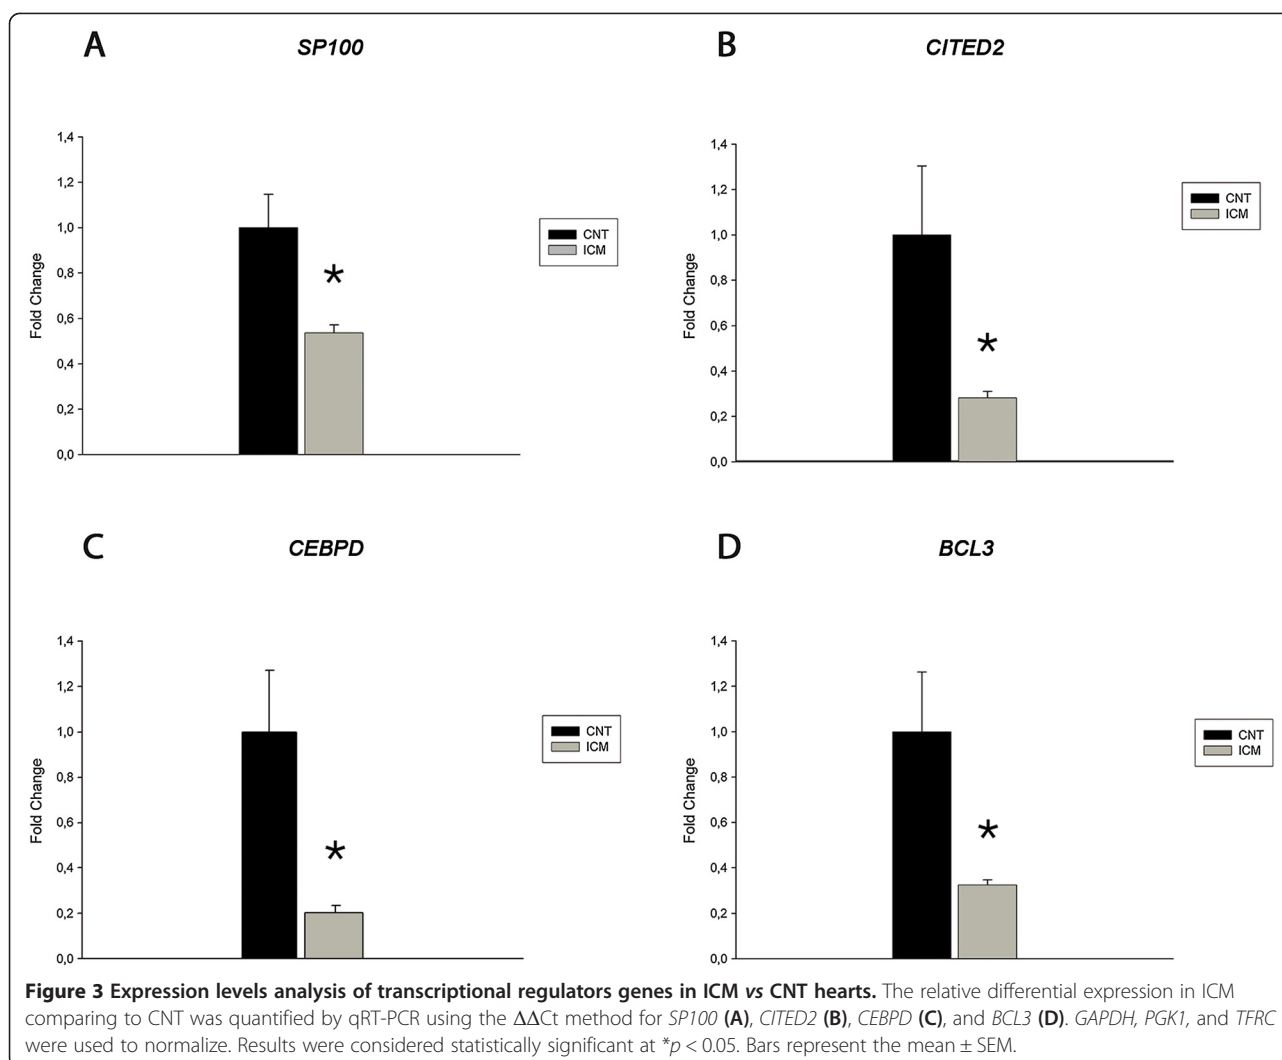 A
SP100
1,4
1,2
1,0
0,8
0,6
0,4
0,2
0,0
Fold Change
*
CNT
ICM
B
CITED2
1,4
1,2
1,0
0,8
0,6
0,4
0,2
0,0
Fold Change
*
CNT
ICM
C
CEBPD
1,4
1,2
1,0
0,8
0,6
0,4
0,2
0,0
Fold Change
*
CNT
ICM
D
BCL3
1,4
1,2
1,0
0,8
0,6
0,4
0,2
0,0
Fold Change
*
CNT
ICM
Figure 3 Expression levels analysis of transcriptional regulators genes in ICM vs CNT hearts. The relative differential expression in ICM
comparing to CNT was quantified by qRT-PCR using the ΔΔCt method for SP100 (A), CITED2 (B), CEBPD (C), and BCL3 (D). GAPDH, PGK1, and TFRC
were used to normalize. Results were considered statistically significant at *p < 0.05. Bars represent the mean ± SEM.